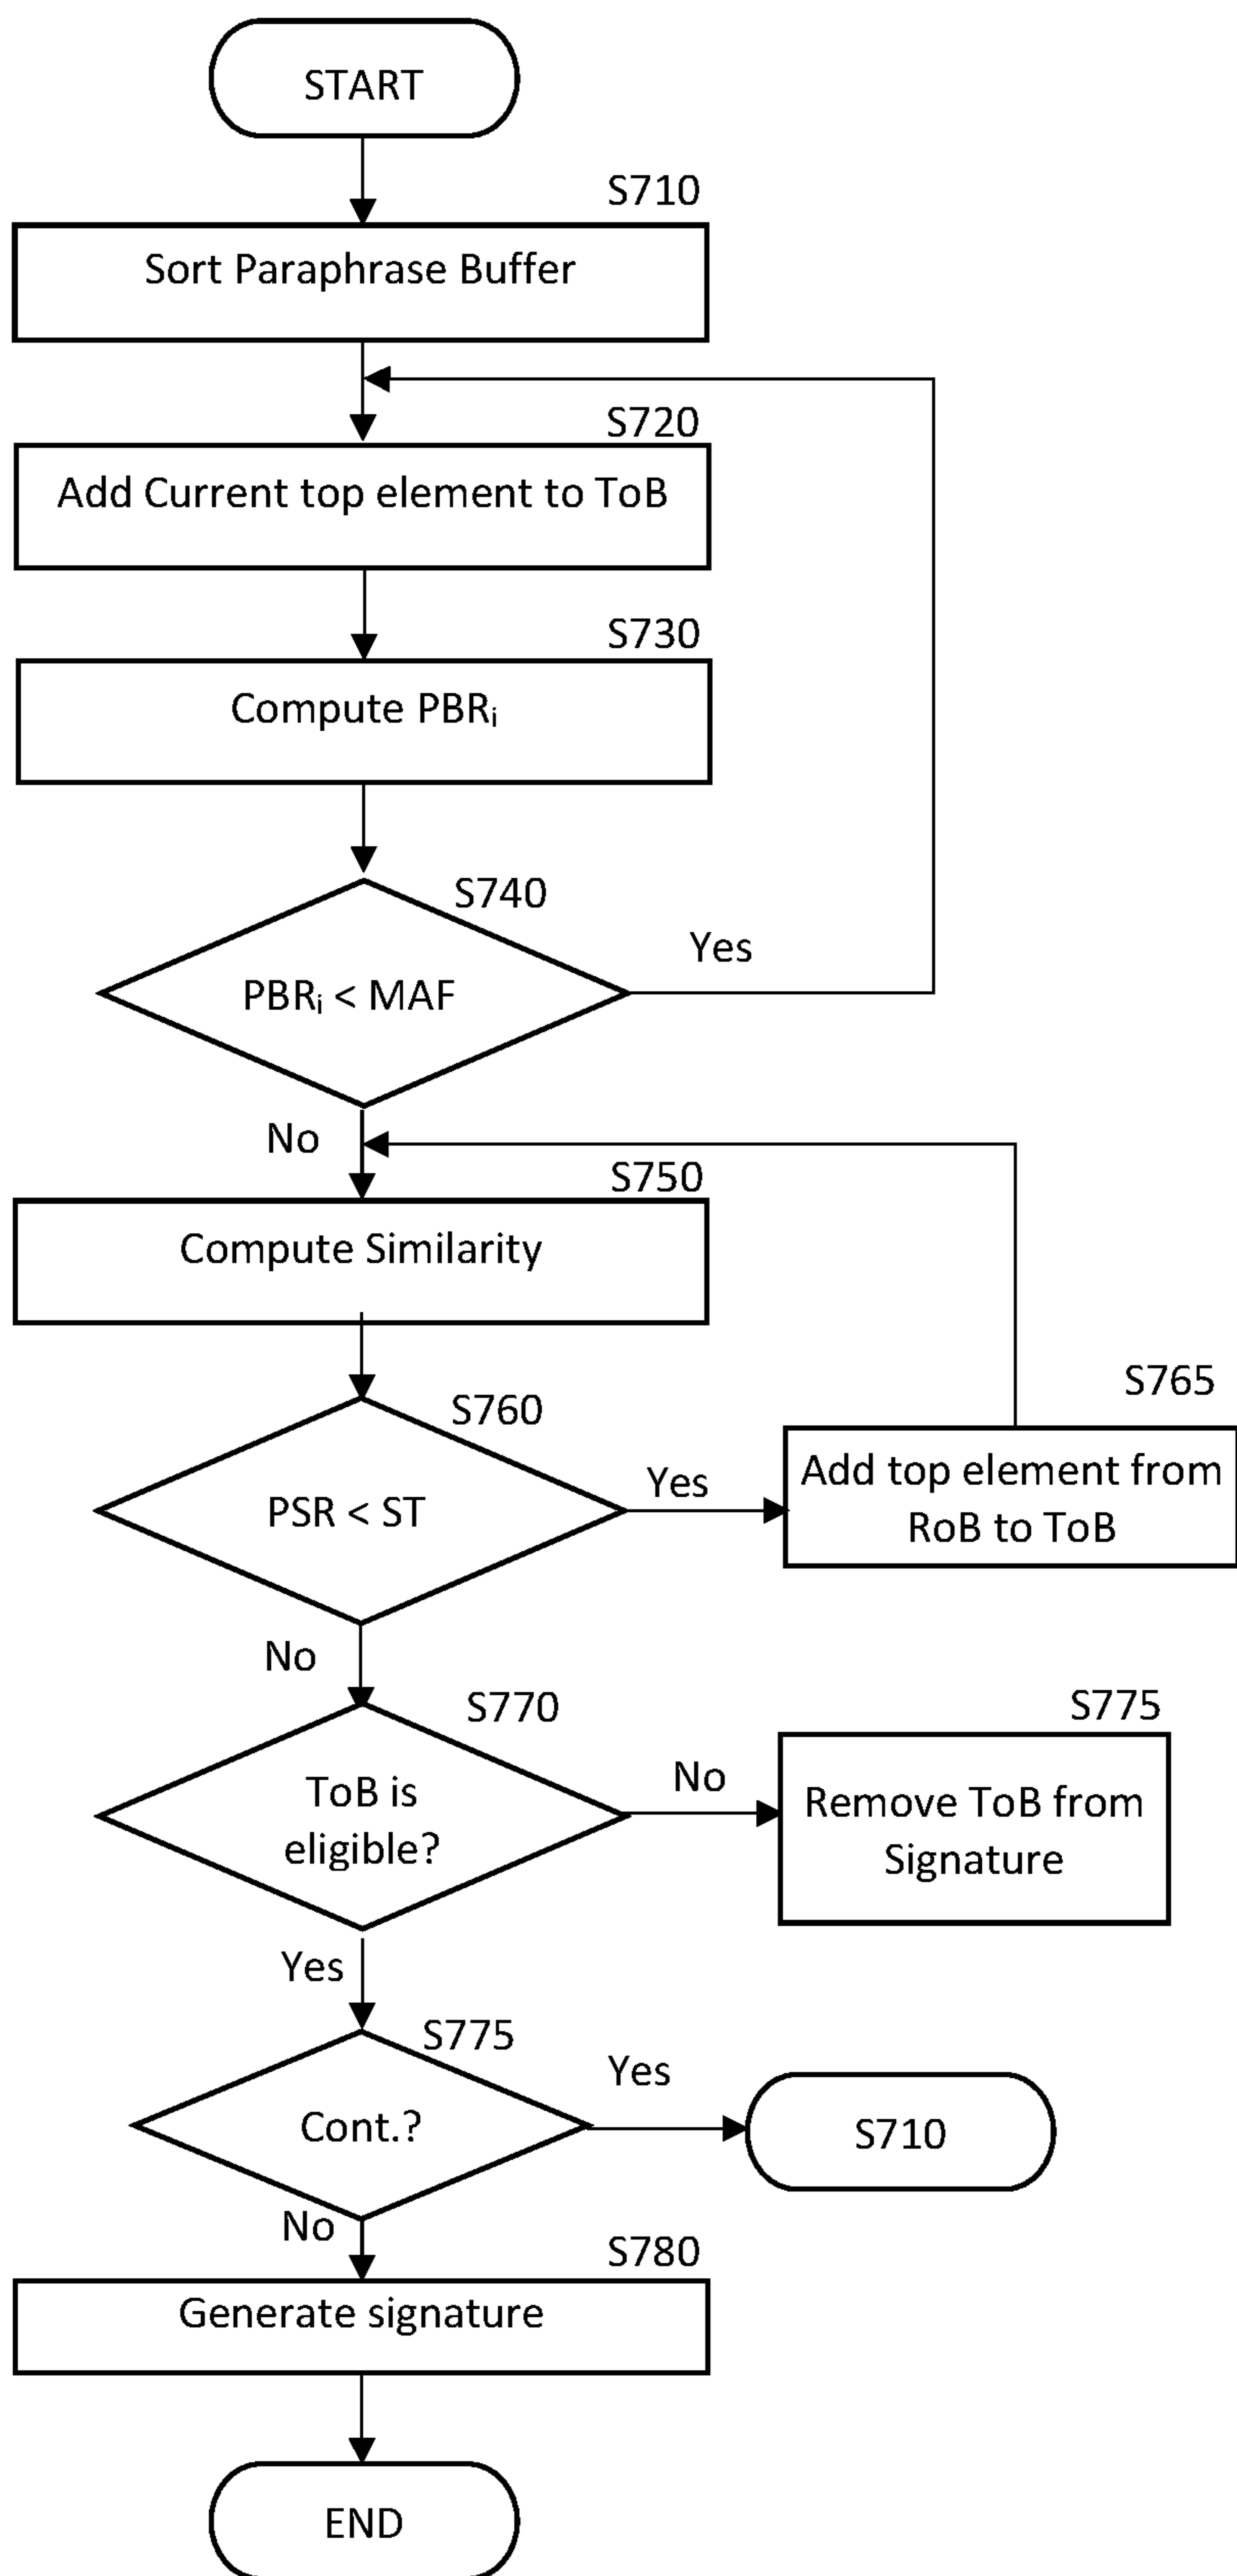 START
S710
Sort Paraphrase Buffer
S720
Add Current top element to ToB
S730
Compute PBRᵢ
S740
Yes
PBRᵢ < MAF
No
S750
Compute Similarity
S765
S760
Add top element from
RoB to ToB
Yes
PSR < ST
No
S770
S775
No
ToB is
eligible?
Remove ToB from
Signature
Yes
S775
Yes
Cont.?
S710
No
S780
Generate signature
END